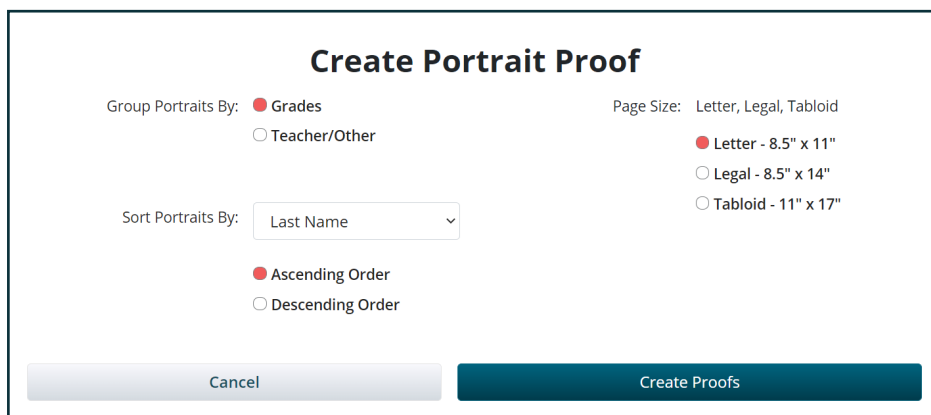 Create Portrait Proof
Group Portraits By:
Grades
Teacher/Other
Sort Portraits By:
Last Name
Ascending Order
Descending Order
Page Size:
Letter, Legal, Tabloid
Letter - 8.5" x 11"
Legal - 8.5" x 14"
Tabloid - 11" x 17"
Cancel
Create Proofs